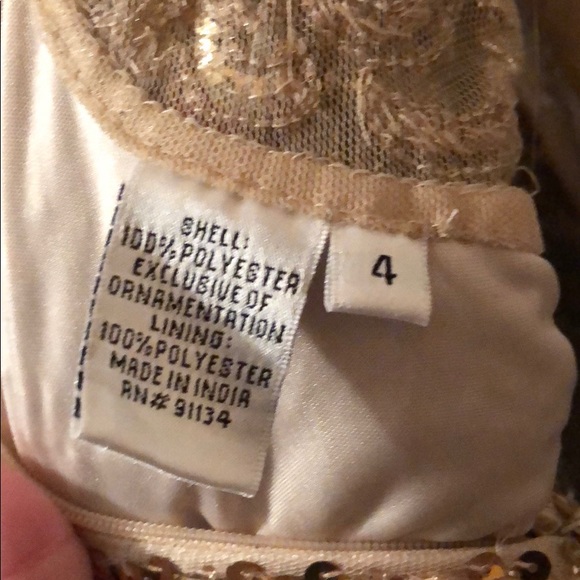 SHELL:
100% POLYESTER
EXCLUSIVE OF
ORNAMENTATION
LINING:
100% POLYESTER
MADE IN INDIA
RN# 91134
4